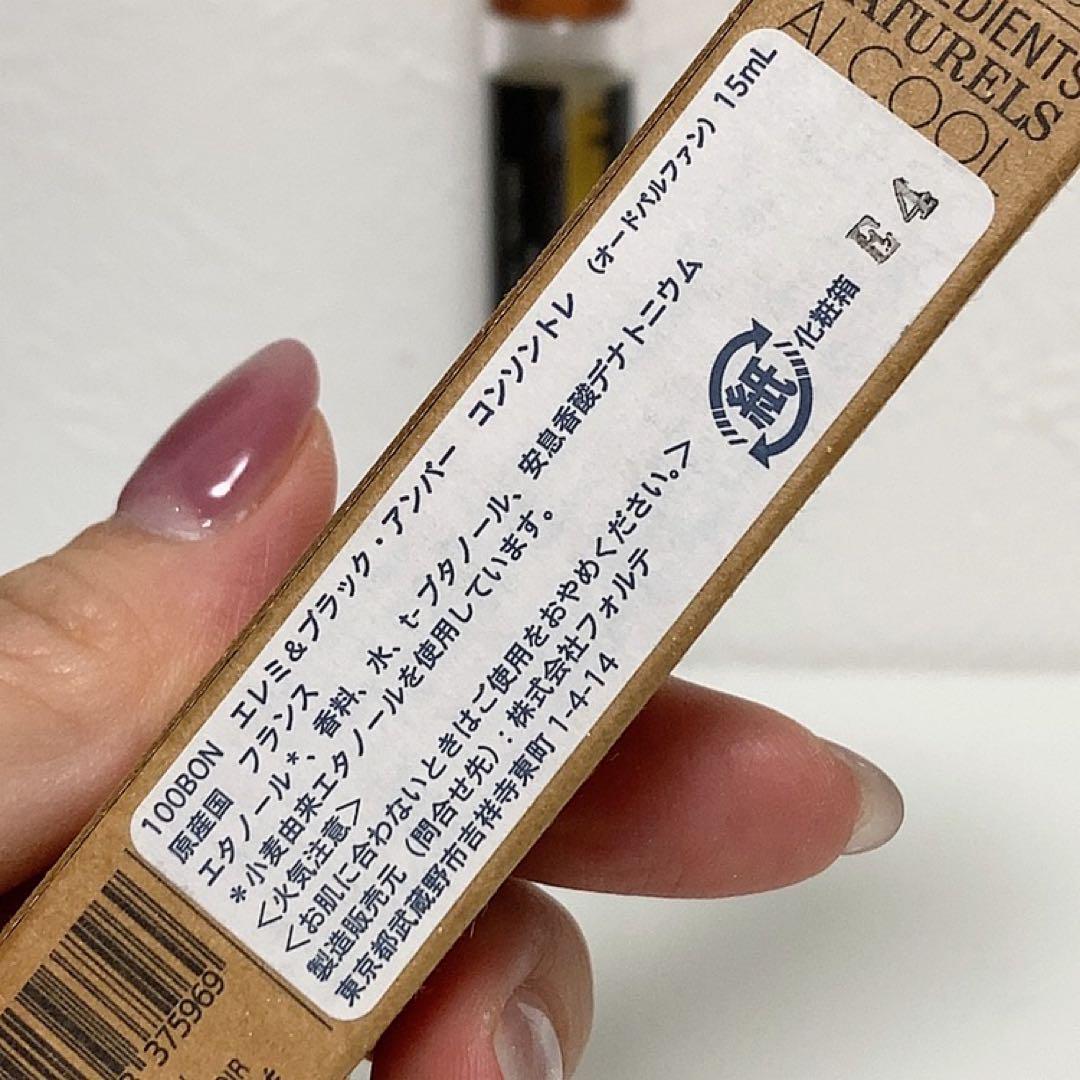 EDIENTS
ATURELS
ALCOOL
100BON エレミ＆ブラック・アンバー コンソントレ (オードパルファン) 15mL
原産国 フランス
エタノール*、香料、水、t-ブタノール、安息香酸デナトニウム
*小麦由来エタノールを使用しています。
<火気注意>
<お肌に合わないときはご使用をおやめください。>
製造販売元 (問合せ先) : 株式会社フォルテ
東京都武蔵野市吉祥寺東町 1-4-14
紙 化粧箱
E 4
375969